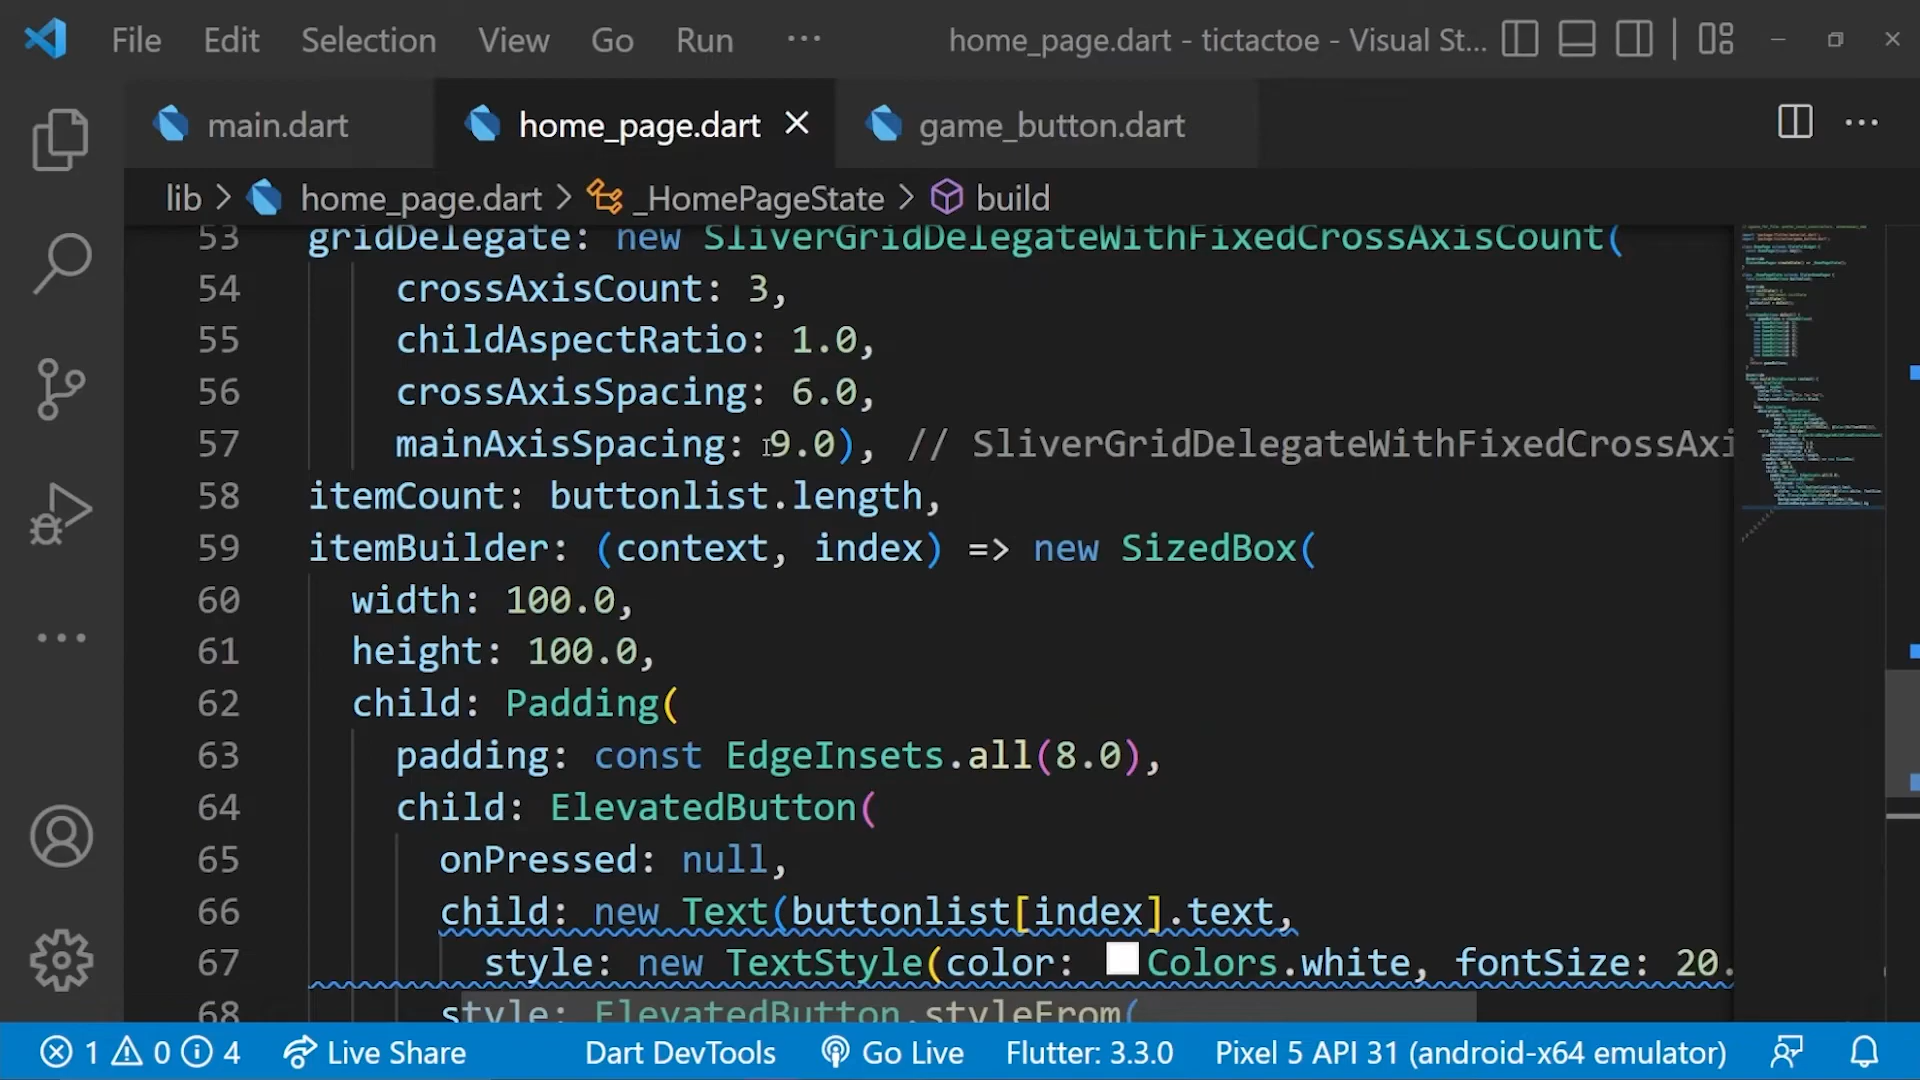 File Edit Selection View Go Run ··· home_page.dart - tictactoe - Visual St...
main.dart home_page.dart game_button.dart
lib > home_page.dart > _HomePageState > build
53 gridDelegate: new SliverGridDelegateWithFixedCrossAxisCount(
54 crossAxisCount: 3,
55 childAspectRatio: 1.0,
56 crossAxisSpacing: 6.0,
57 mainAxisSpacing: 9.0), // SliverGridDelegateWithFixedCrossAxi
58 itemCount: buttonlist.length,
59 itemBuilder: (context, index) => new SizedBox(
60 width: 100.0,
61 height: 100.0,
62 child: Padding(
63 padding: const EdgeInsets.all(8.0),
64 child: ElevatedButton(
65 onPressed: null,
66 child: new Text(buttonlist[index].text,
67 style: new TextStyle(color: Colors.white, fontSize: 20.
68 style: ElevatedButton.styleFrom(
1 0 4 Live Share Dart DevTools Go Live Flutter: 3.3.0 Pixel 5 API 31 (android-x64 emulator)